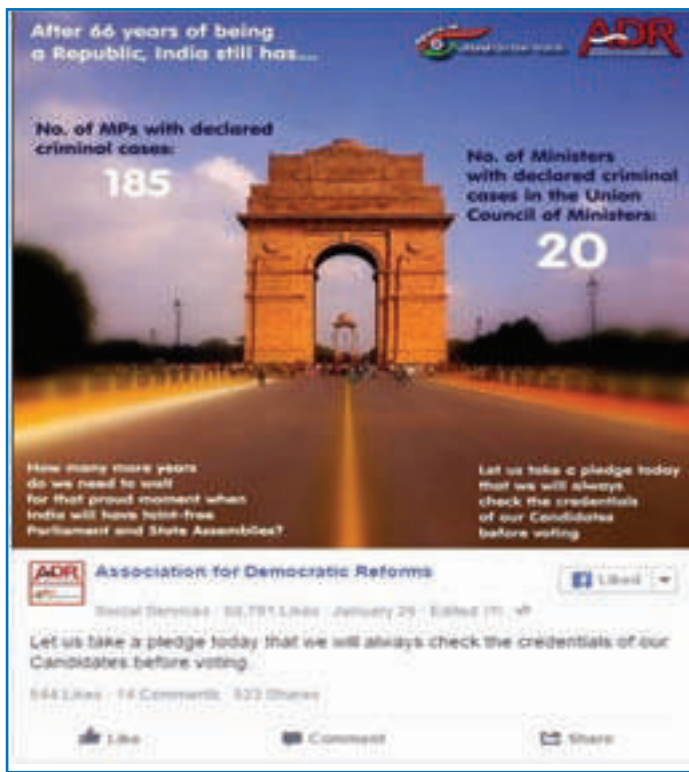 After 66 years of being
a Republic, India still has....
ADR
No. of MPs with declared
criminal cases:
185
No. of Ministers
with declared criminal
cases in the Union
Council of Ministers:
20
How many more years
do we need to wait
for that proud moment when
India will have taint-free
Parliament and State Assemblies?
Let us take a pledge today
that we will always
check the credentials
of our Candidates
before voting
ADR
Association for Democratic Reforms
Liked
Social Services Likes January Edited
Let us take a pledge today that we will always check the credentials of our
Candidates before voting
Likes 14 Comments 523 Shares
Like
Comment
Share